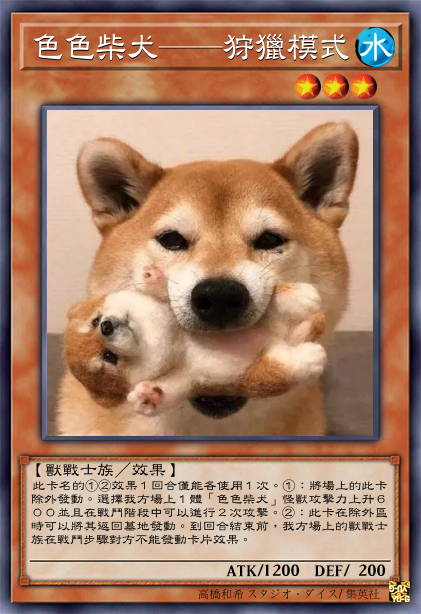 色色柴犬——狩獵模式
水
【獸戰士族／效果】
此卡名的①②效果１回合僅能各使用１次。①：將場上的此卡
除外發動。選擇我方場上１體「色色柴犬」怪獸攻擊力上升６
００並且在戰鬥階段中可以進行２次攻擊。②：此卡在除外區
時可以將其返回墓地發動。到回合結束前，我方場上的獸戰士
族在戰鬥步驟對方不能發動卡片效果。
ATK/1200 DEF/ 200
高橋和希 スタジオ・ダイス/集英社